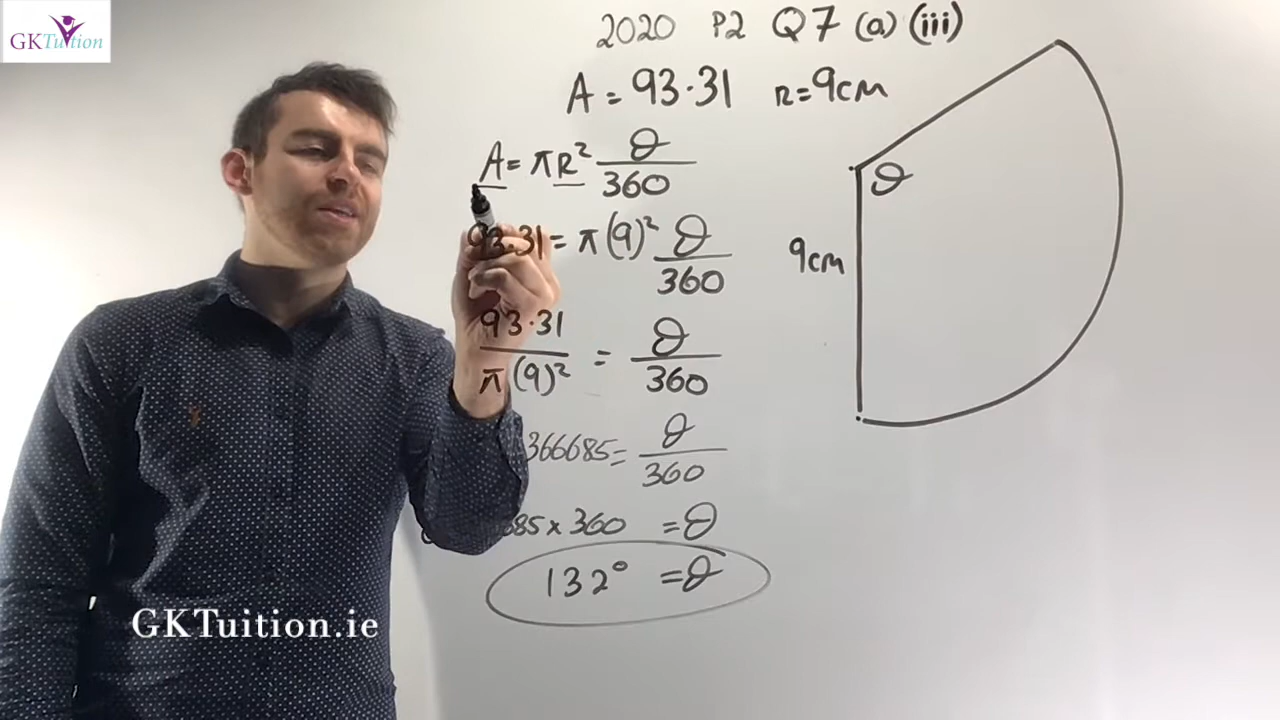 GKTuition
2020 P2 Q7 (a) (iii)
A = 93.31 r = 9cm
A = πR² θ/360
93.31 = π(9)² θ/360
93.31/π(9)² = θ/360
366685 = θ/360
685 x 360 = θ
132° = θ
θ
9cm
GKTuition.ie